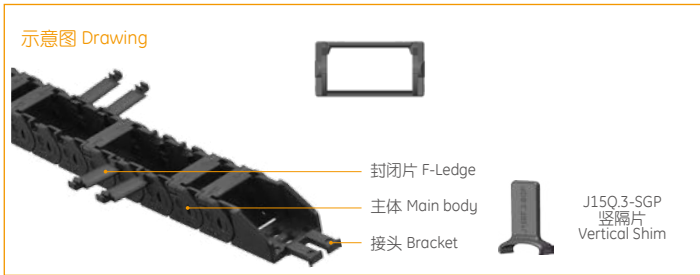 示意图 Drawing
封闭片 F-Ledge
主体 Main body
接头 Bracket
J15Q.3-SGP
竖隔片
Vertical Shim